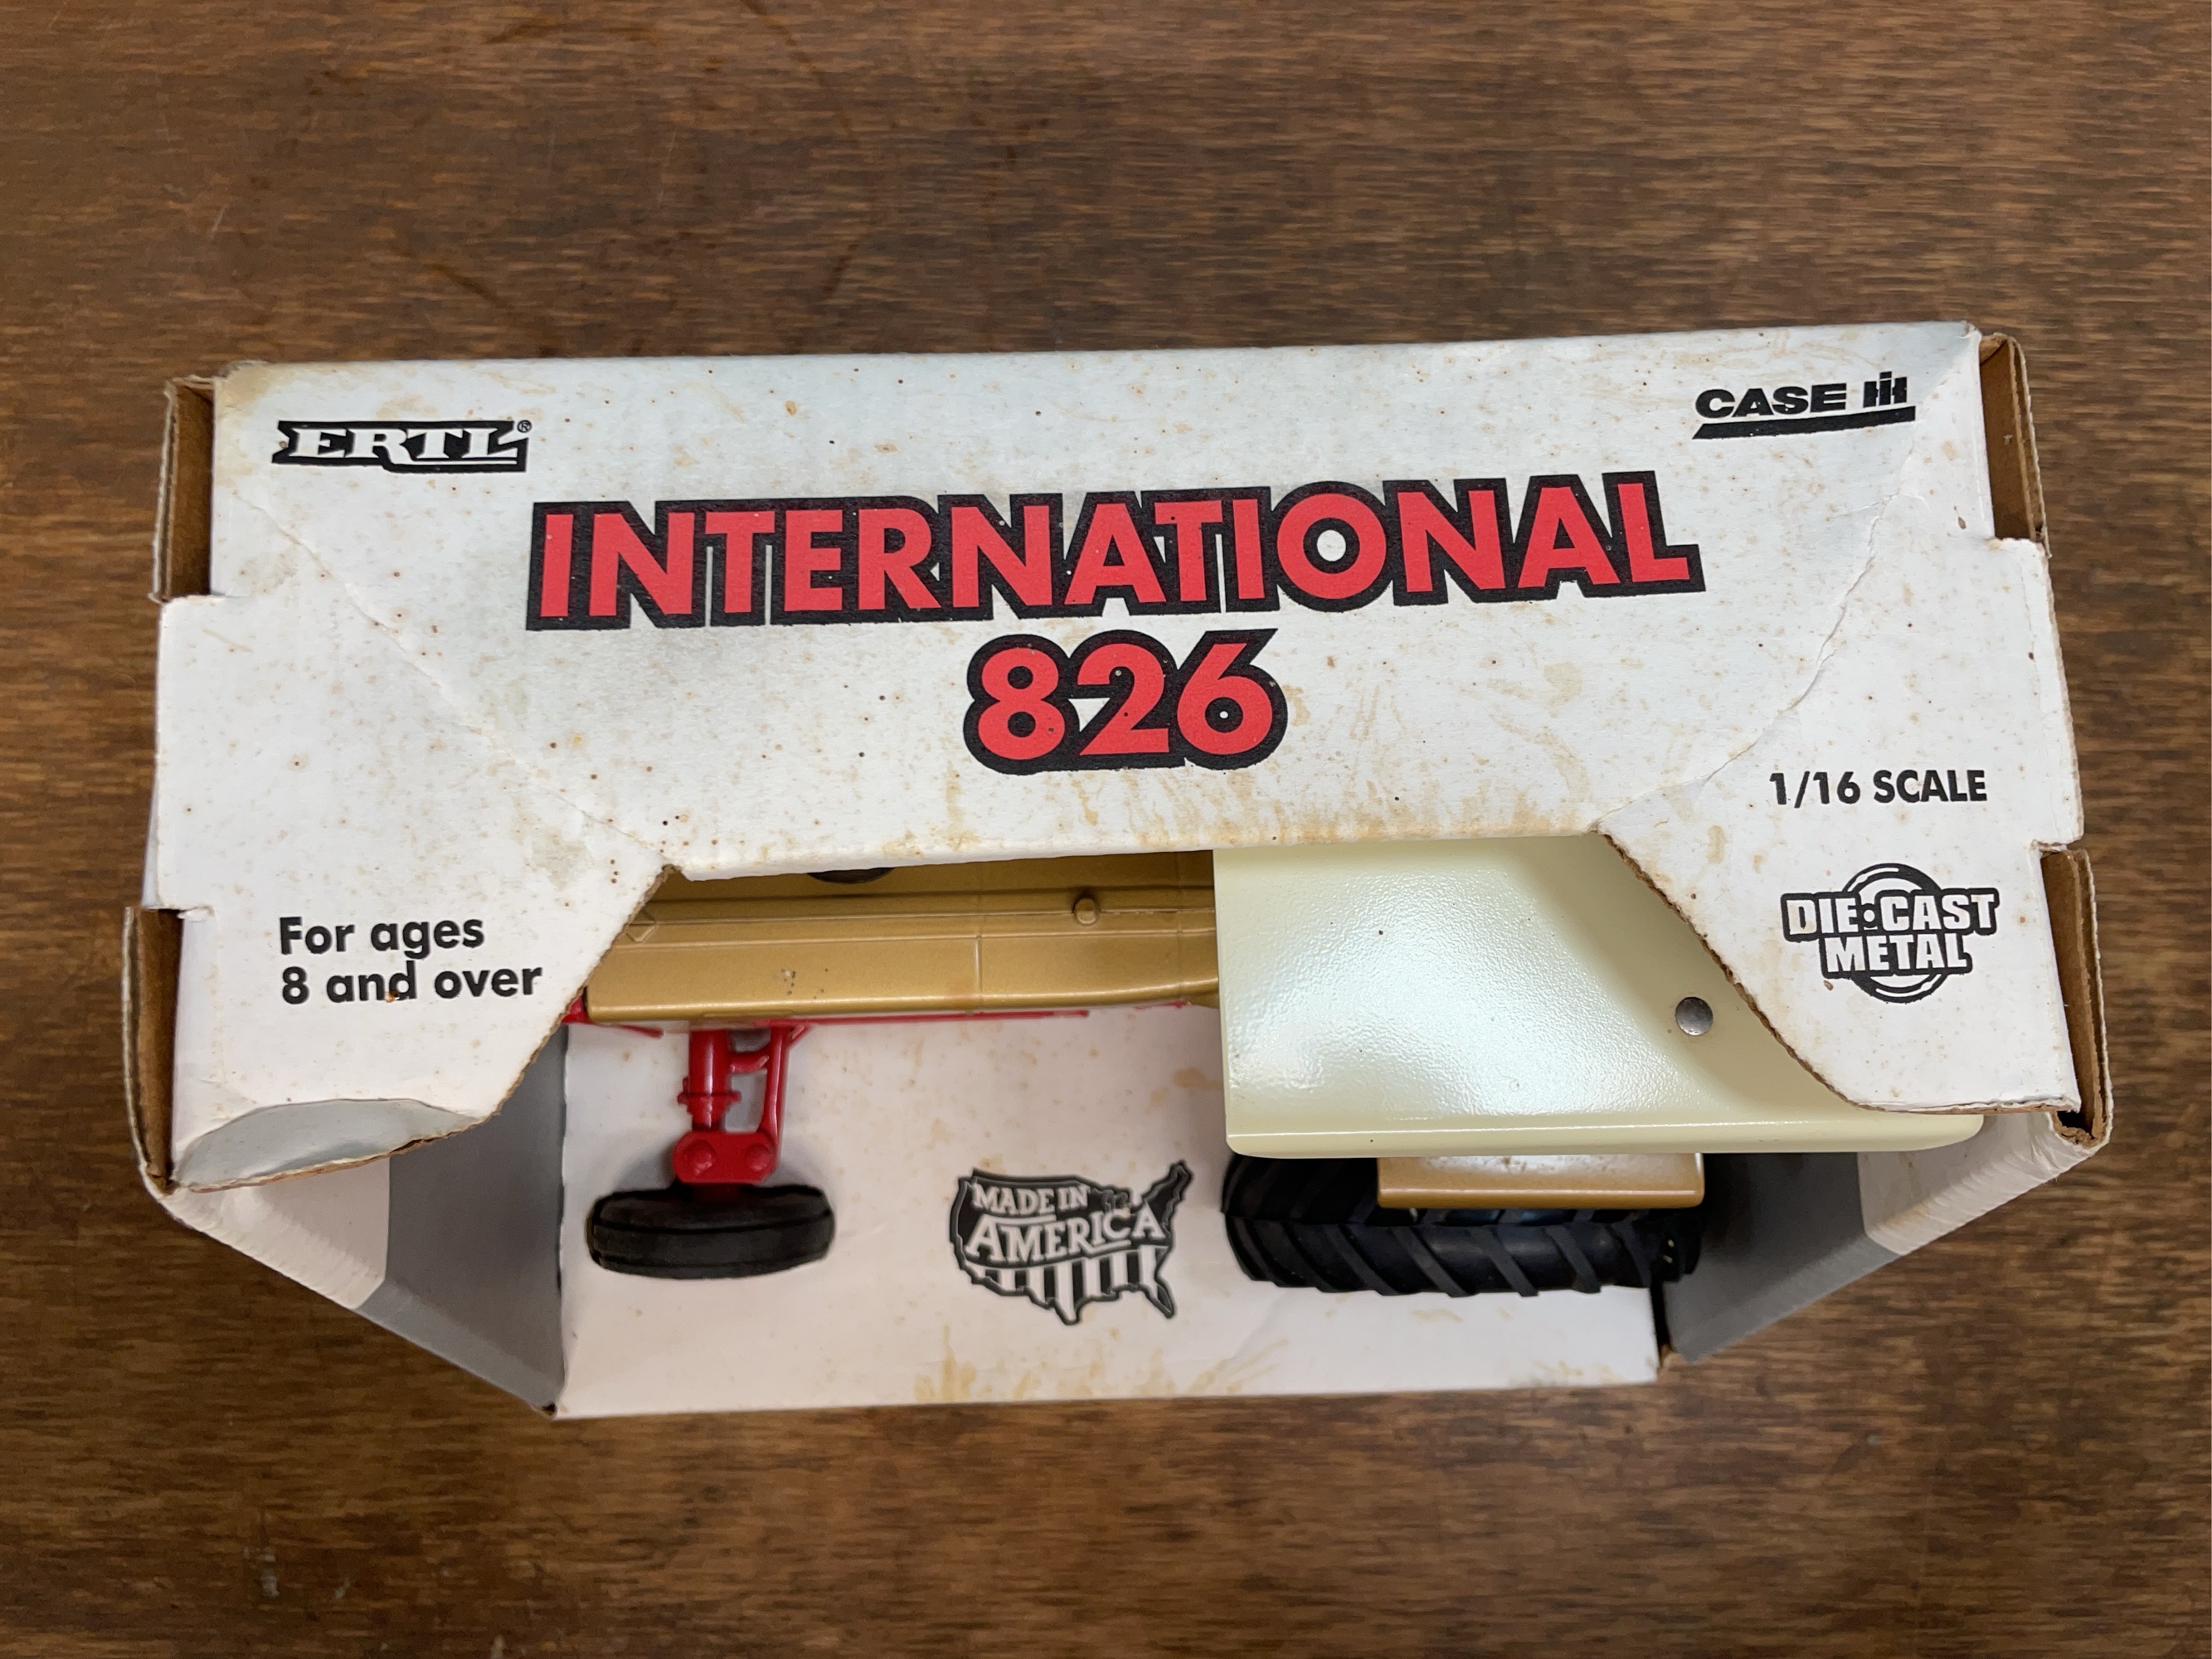 ERTL®
CASE IH
INTERNATIONAL
826
1/16 SCALE
For ages
8 and over
DIE•CAST
METAL
MADE IN
AMERICA